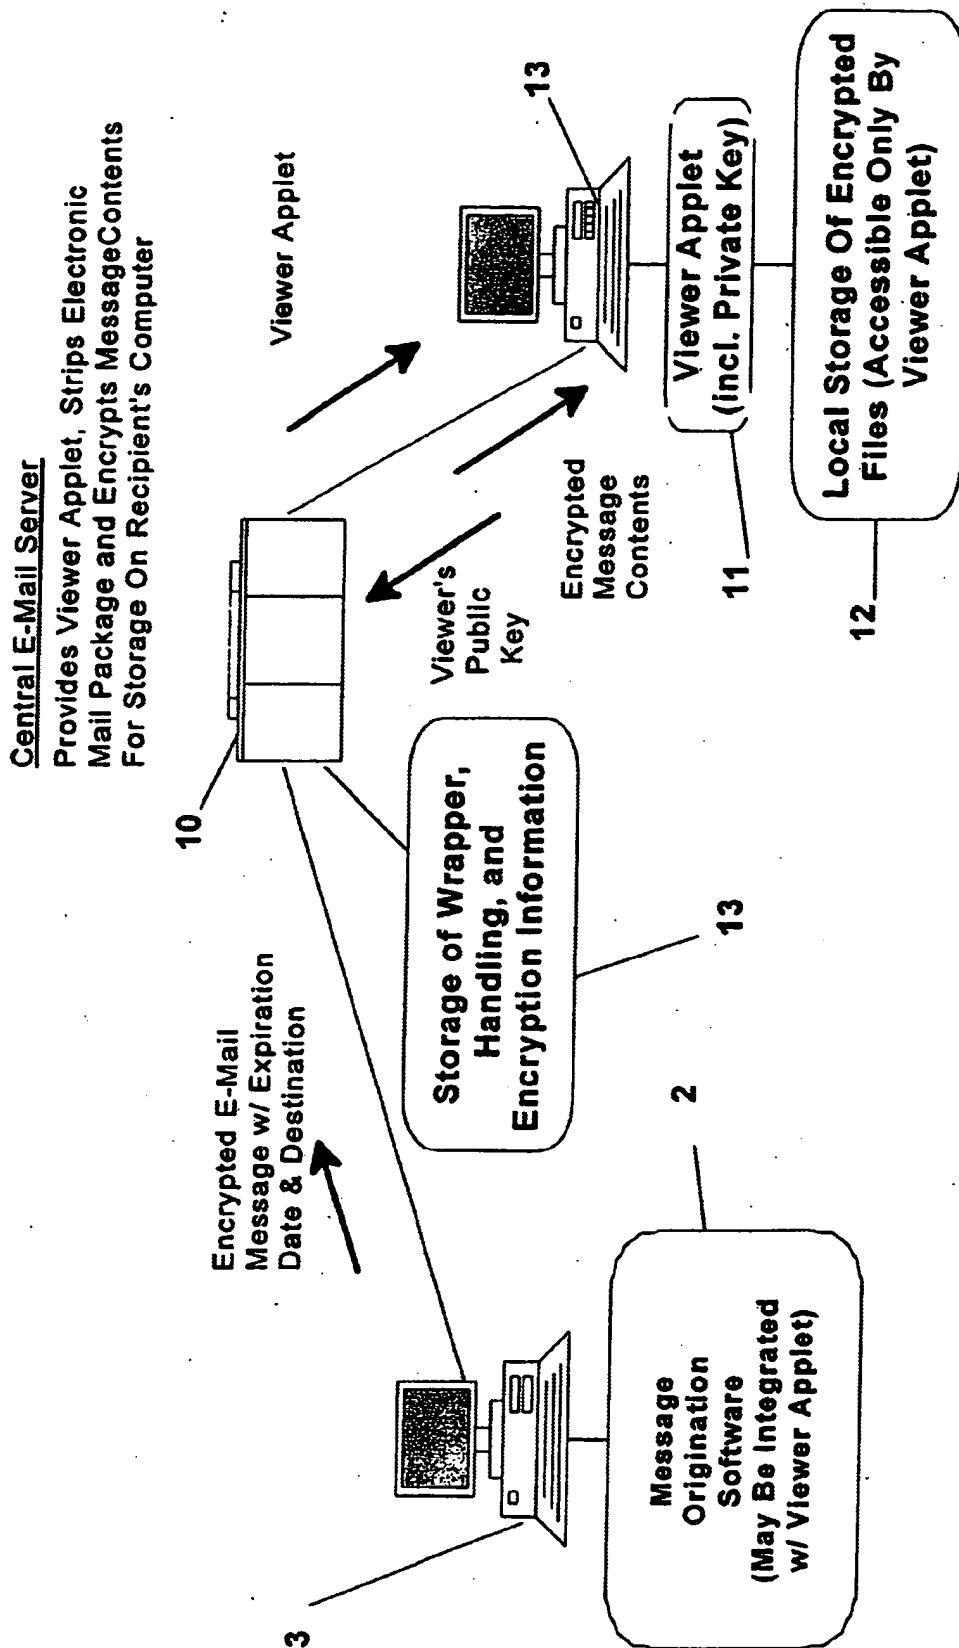 Central E-Mail Server
Provides Viewer Applet, Strips Electronic
Mail Package and Encrypts MessageContents
For Storage On Recipient's Computer
10
Encrypted E-Mail
Message w/ Expiration
Date & Destination
Viewer Applet
Viewer's
Public
Key
Encrypted
Message
Contents
13
3
Message
Origination
Software
(May Be Integrated
w/ Viewer Applet)
2
Storage of Wrapper,
Handling, and
Encryption Information
13
Viewer Applet
(incl. Private Key)
11
Local Storage Of Encrypted
Files (Accessible Only By
Viewer Applet)
12